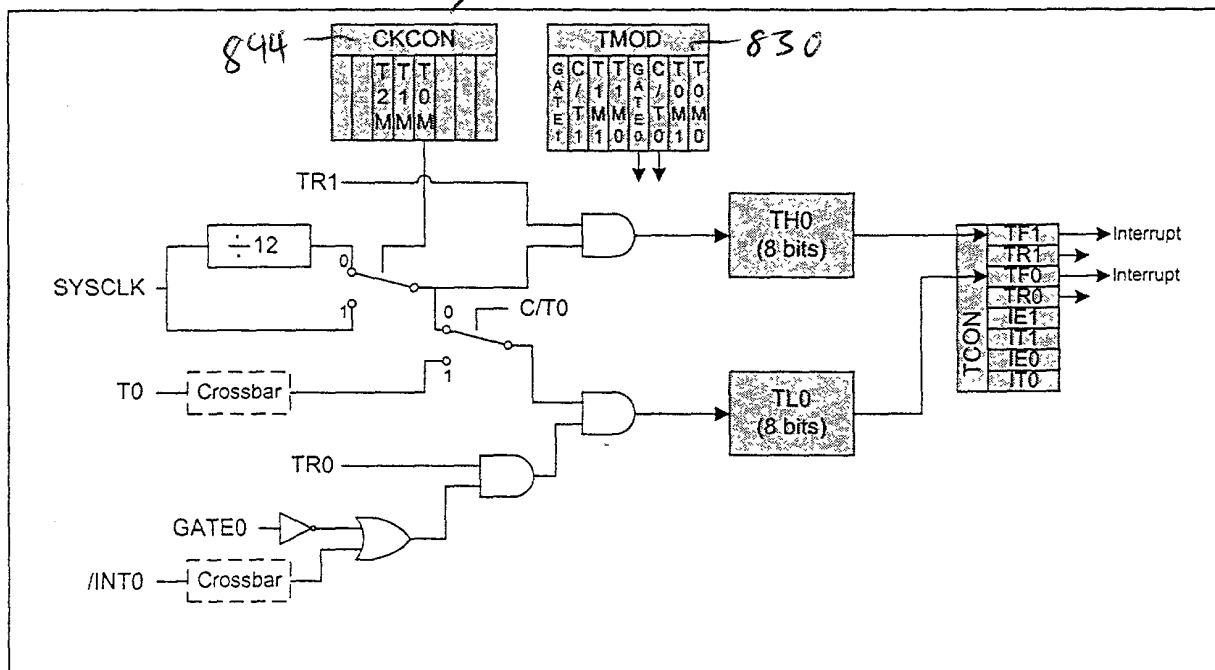 844
CKCON
T2M
T1M
T0M
TMOD
830
GATE1
C/T1
T1M1
T1M0
GATE0
C/T0
T0M1
T0M0
TR1
÷12
0
SYSCLK
1
C/T0
0
1
T0
Crossbar
TH0
(8 bits)
TL0
(8 bits)
TCON
TF1
Interrupt
TR1
TF0
Interrupt
TR0
IE1
IT1
IE0
IT0
TR0
GATE0
/INT0
Crossbar